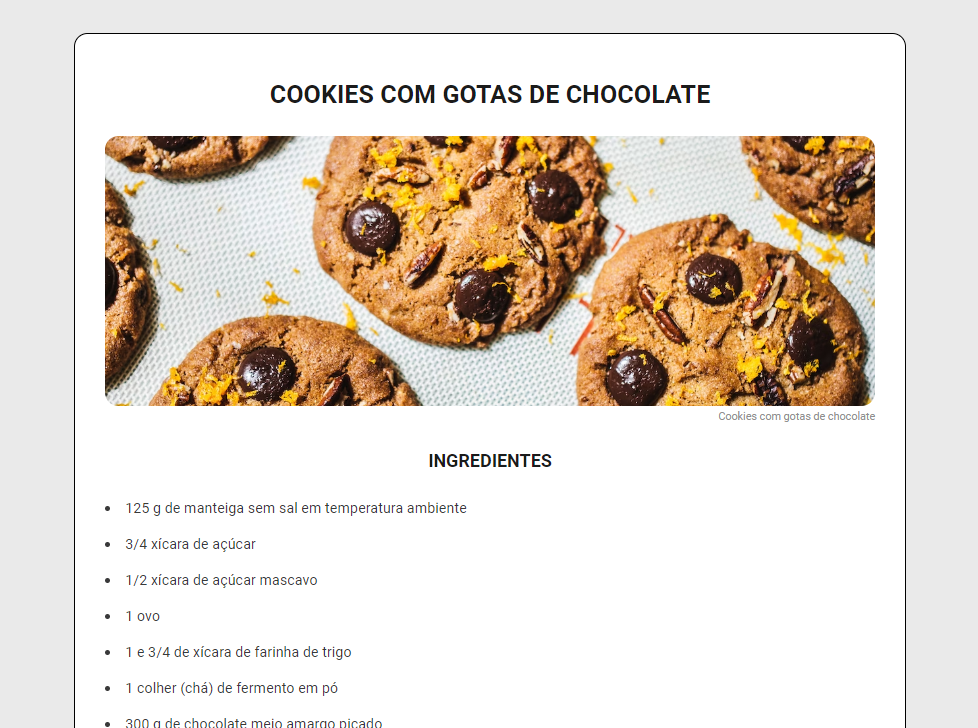 COOKIES COM GOTAS DE CHOCOLATE
Cookies com gotas de chocolate
INGREDIENTES
125 g de manteiga sem sal em temperatura ambiente
3/4 xícara de açúcar
1/2 xícara de açúcar mascavo
1 ovo
1 e 3/4 de xícara de farinha de trigo
1 colher (chá) de fermento em pó
300 g de chocolate meio amargo picado